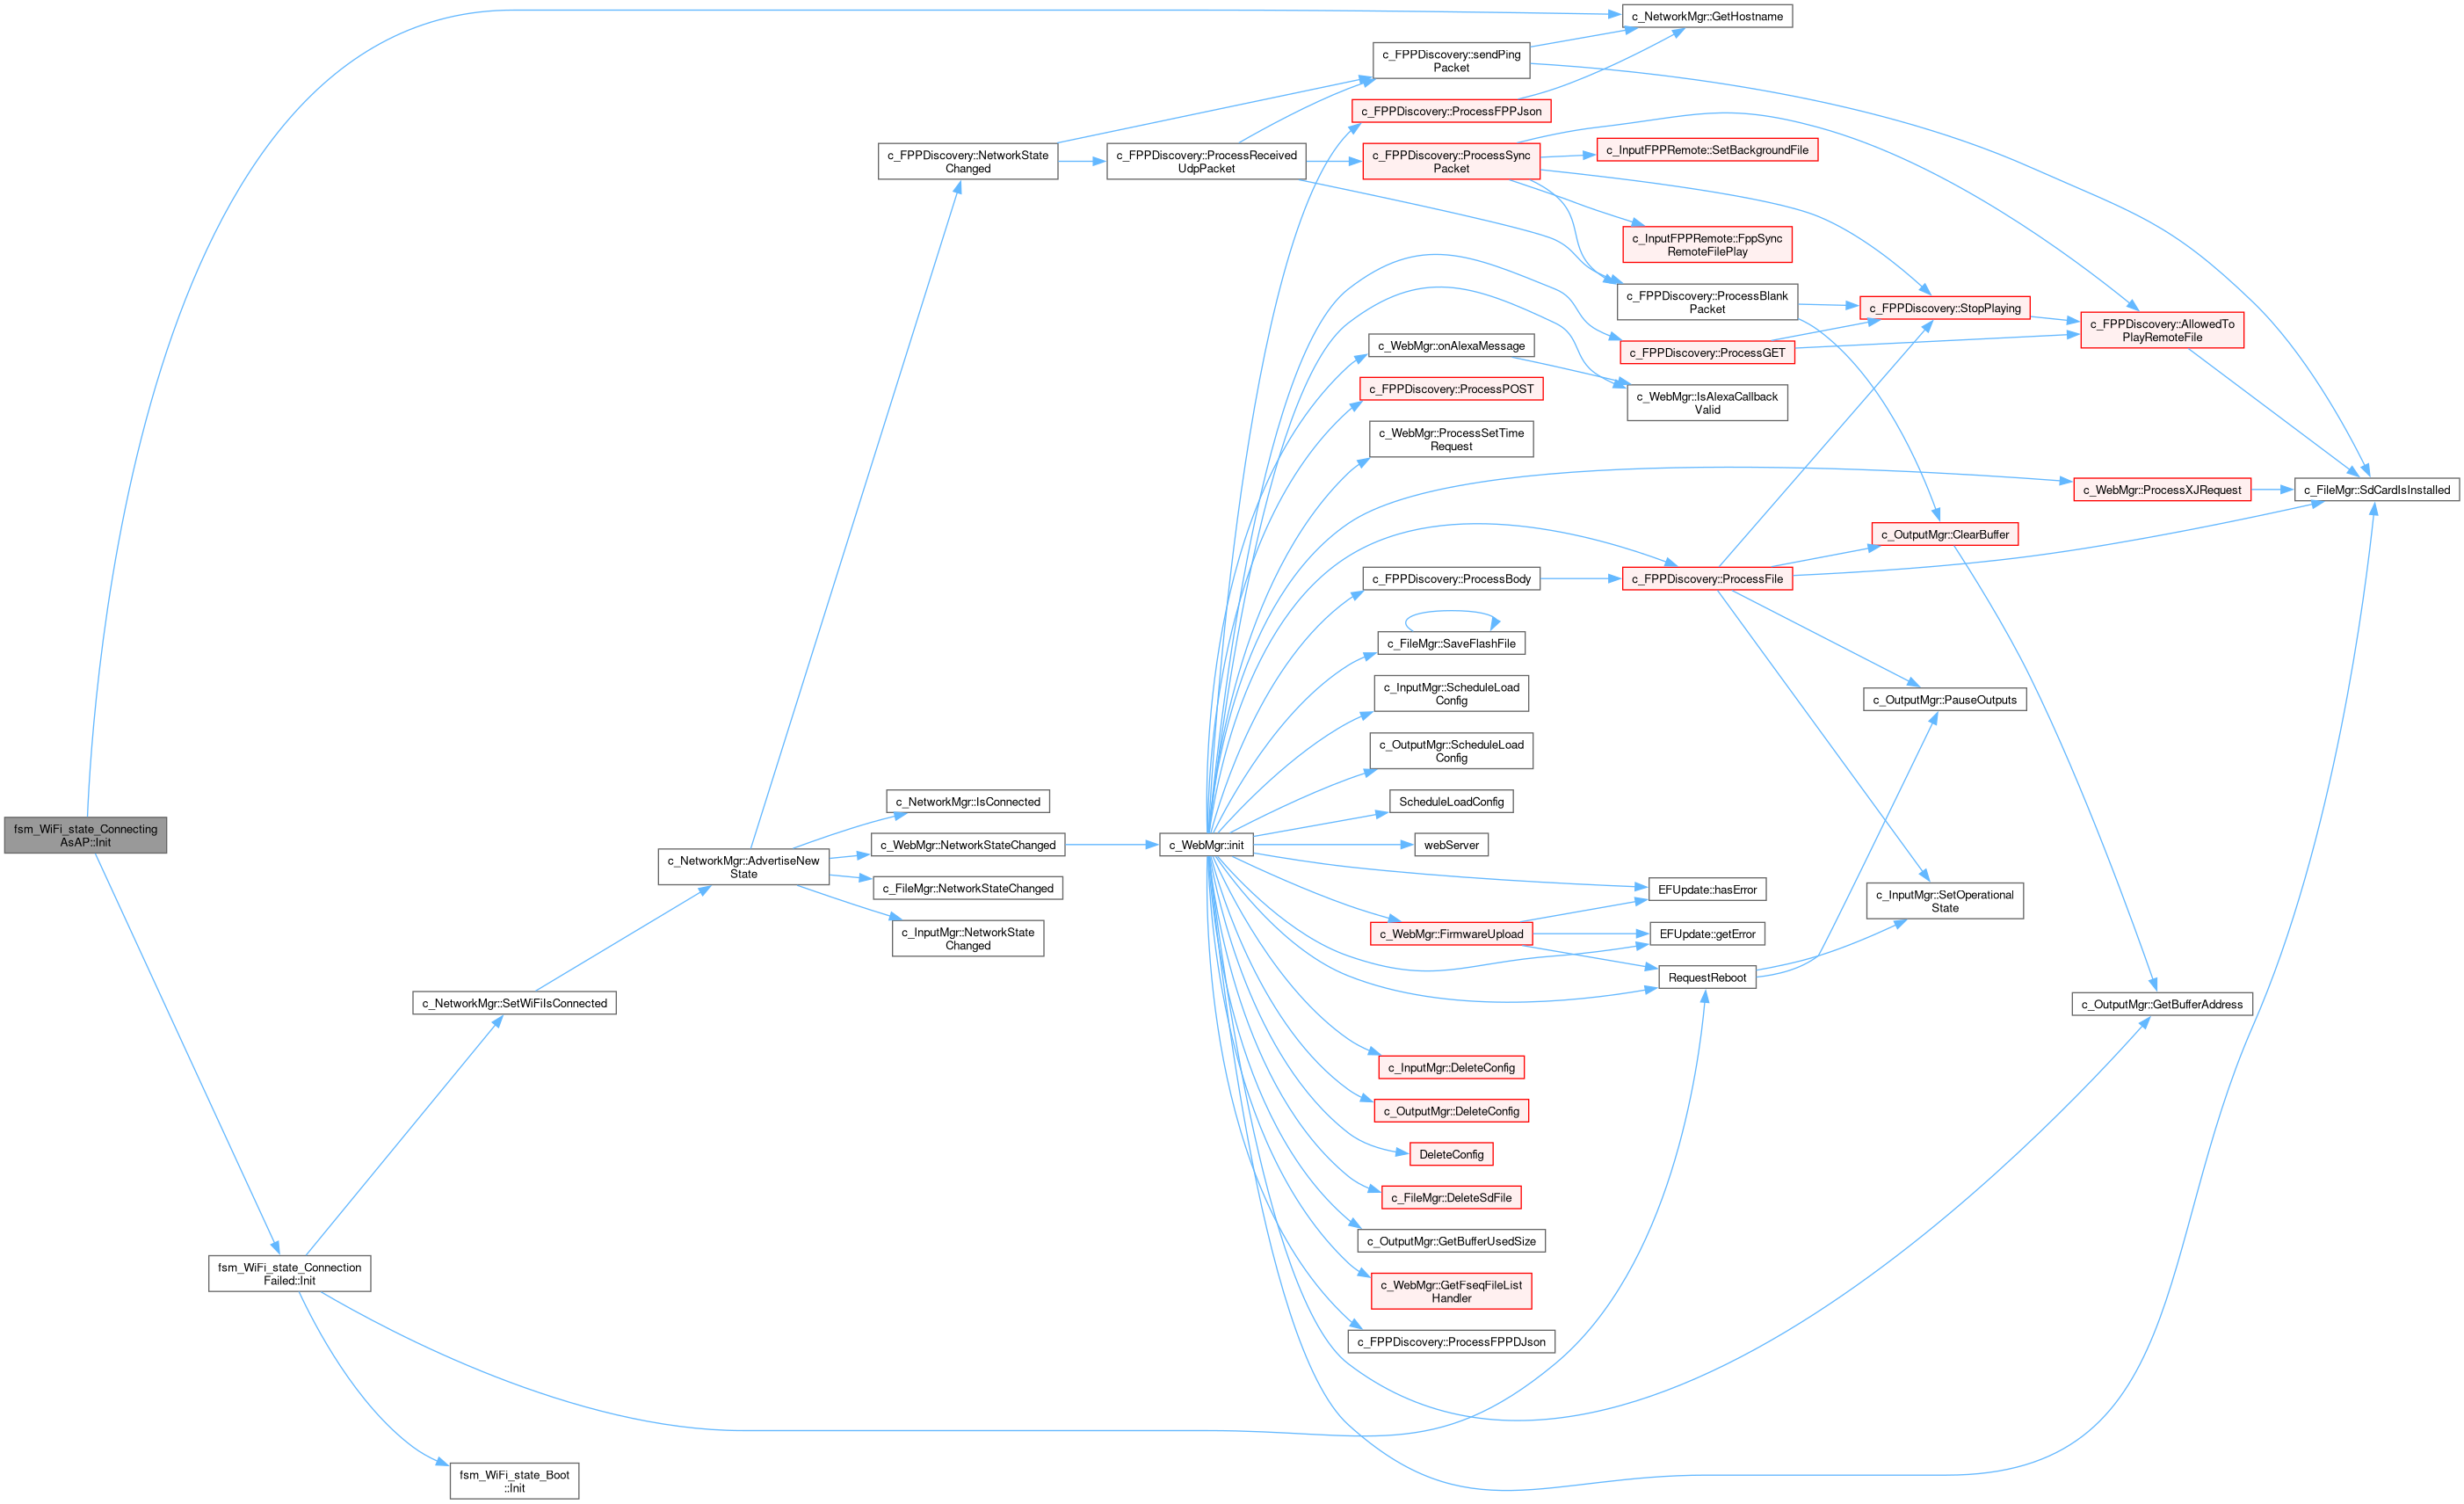 c_NetworkMgr::GetHostname
c_FPPDiscovery::sendPing
Packet
c_FPPDiscovery::ProcessFPPJson
c_FPPDiscovery::NetworkState
Changed
c_FPPDiscovery::ProcessReceived
UdpPacket
c_FPPDiscovery::ProcessSync
Packet
c_InputFPPRemote::SetBackgroundFile
c_InputFPPRemote::FppSync
RemoteFilePlay
c_FPPDiscovery::ProcessBlank
Packet
c_FPPDiscovery::StopPlaying
c_FPPDiscovery::AllowedTo
PlayRemoteFile
c_WebMgr::onAlexaMessage
c_FPPDiscovery::ProcessGET
c_FPPDiscovery::ProcessPOST
c_WebMgr::IsAlexaCallback
Valid
c_WebMgr::ProcessSetTime
Request
c_WebMgr::ProcessXJRequest
c_FileMgr::SdCardIsInstalled
c_OutputMgr::ClearBuffer
c_FPPDiscovery::ProcessBody
c_FPPDiscovery::ProcessFile
c_FileMgr::SaveFlashFile
c_InputMgr::ScheduleLoad
Config
c_OutputMgr::PauseOutputs
c_OutputMgr::ScheduleLoad
Config
c_NetworkMgr::IsConnected
ScheduleLoadConfig
fsm_WiFi_state_Connecting
AsAP::Init
c_NetworkMgr::AdvertiseNew
State
c_WebMgr::NetworkStateChanged
c_WebMgr::init
webServer
c_FileMgr::NetworkStateChanged
EFUpdate::hasError
c_InputMgr::SetOperational
State
c_InputMgr::NetworkState
Changed
c_WebMgr::FirmwareUpload
EFUpdate::getError
RequestReboot
c_NetworkMgr::SetWiFiIsConnected
c_OutputMgr::GetBufferAddress
c_InputMgr::DeleteConfig
c_OutputMgr::DeleteConfig
DeleteConfig
c_FileMgr::DeleteSdFile
c_OutputMgr::GetBufferUsedSize
fsm_WiFi_state_Connection
Failed::Init
c_WebMgr::GetFseqFileList
Handler
c_FPPDiscovery::ProcessFPPDJson
fsm_WiFi_state_Boot
::Init